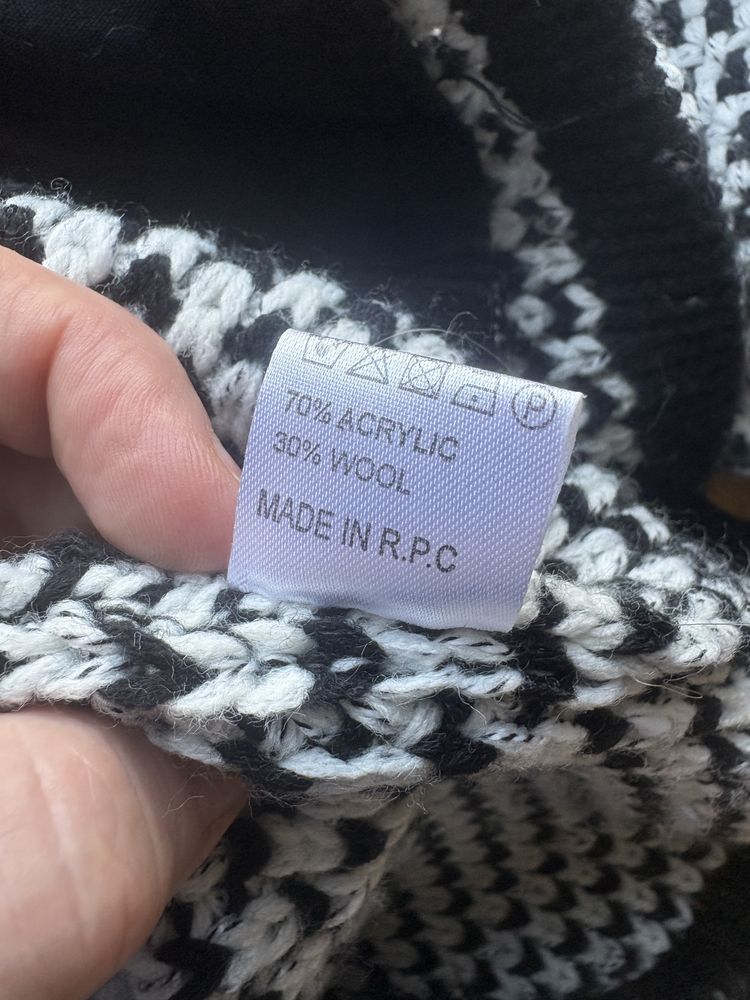 P
70% ACRYLIC
30% WOOL
MADE IN R.P.C